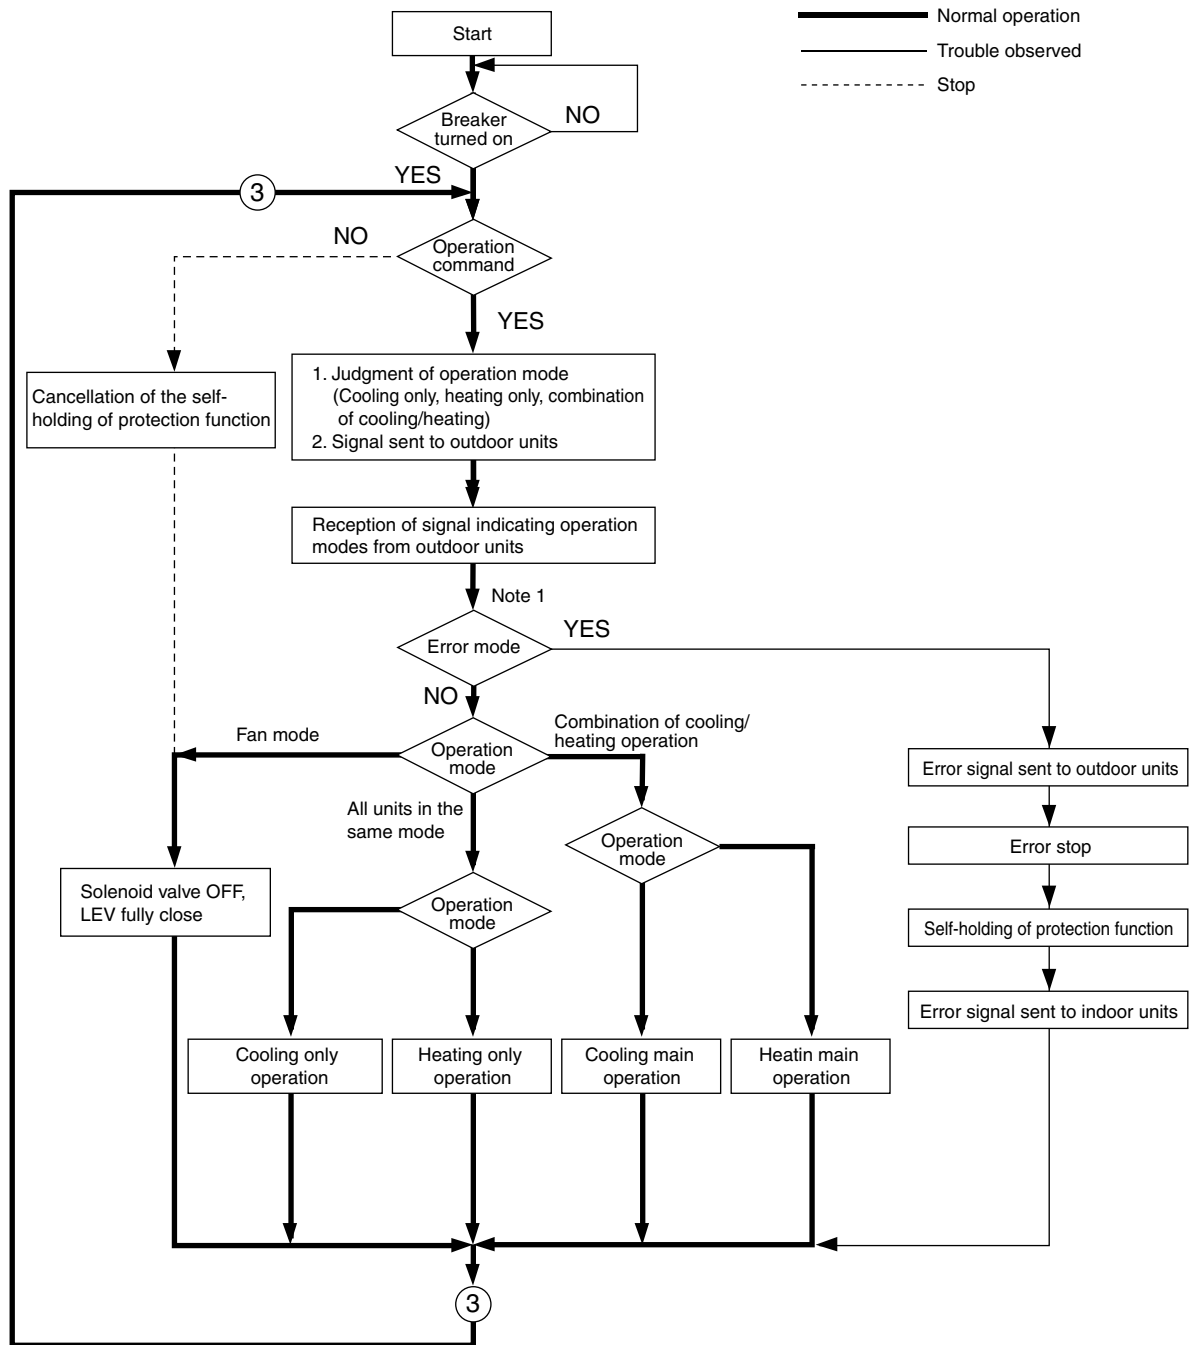 Normal operation
Trouble observed
Stop
Start
Breaker
turned on
NO
YES
3
Operation
command
NO
YES
Cancellation of the self-
holding of protection function
1. Judgment of operation mode
(Cooling only, heating only, combination
of cooling/heating)
2. Signal sent to outdoor units
Reception of signal indicating operation
modes from outdoor units
Note 1
Error mode
YES
NO
Fan mode
Operation
mode
Combination of cooling/
heating operation
All units in the
same mode
Operation
mode
Operation
mode
Solenoid valve OFF,
LEV fully close
Error signal sent to outdoor units
Error stop
Self-holding of protection function
Error signal sent to indoor units
Cooling only
operation
Heating only
operation
Cooling main
operation
Heatin main
operation
3